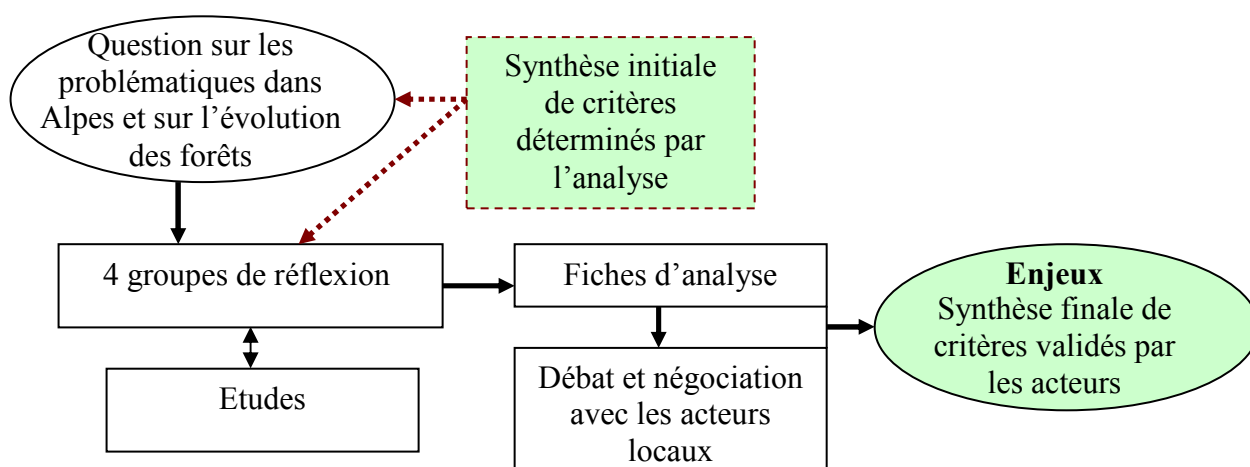 Question sur les
problématiques dans
Alpes et sur l’évolution
des forêts
Synthèse initiale
de critères
déterminés par
l’analyse
4 groupes de réflexion
Fiches d’analyse
Enjeux
Synthèse finale de
critères validés par
les acteurs
Etudes
Débat et négociation
avec les acteurs
locaux